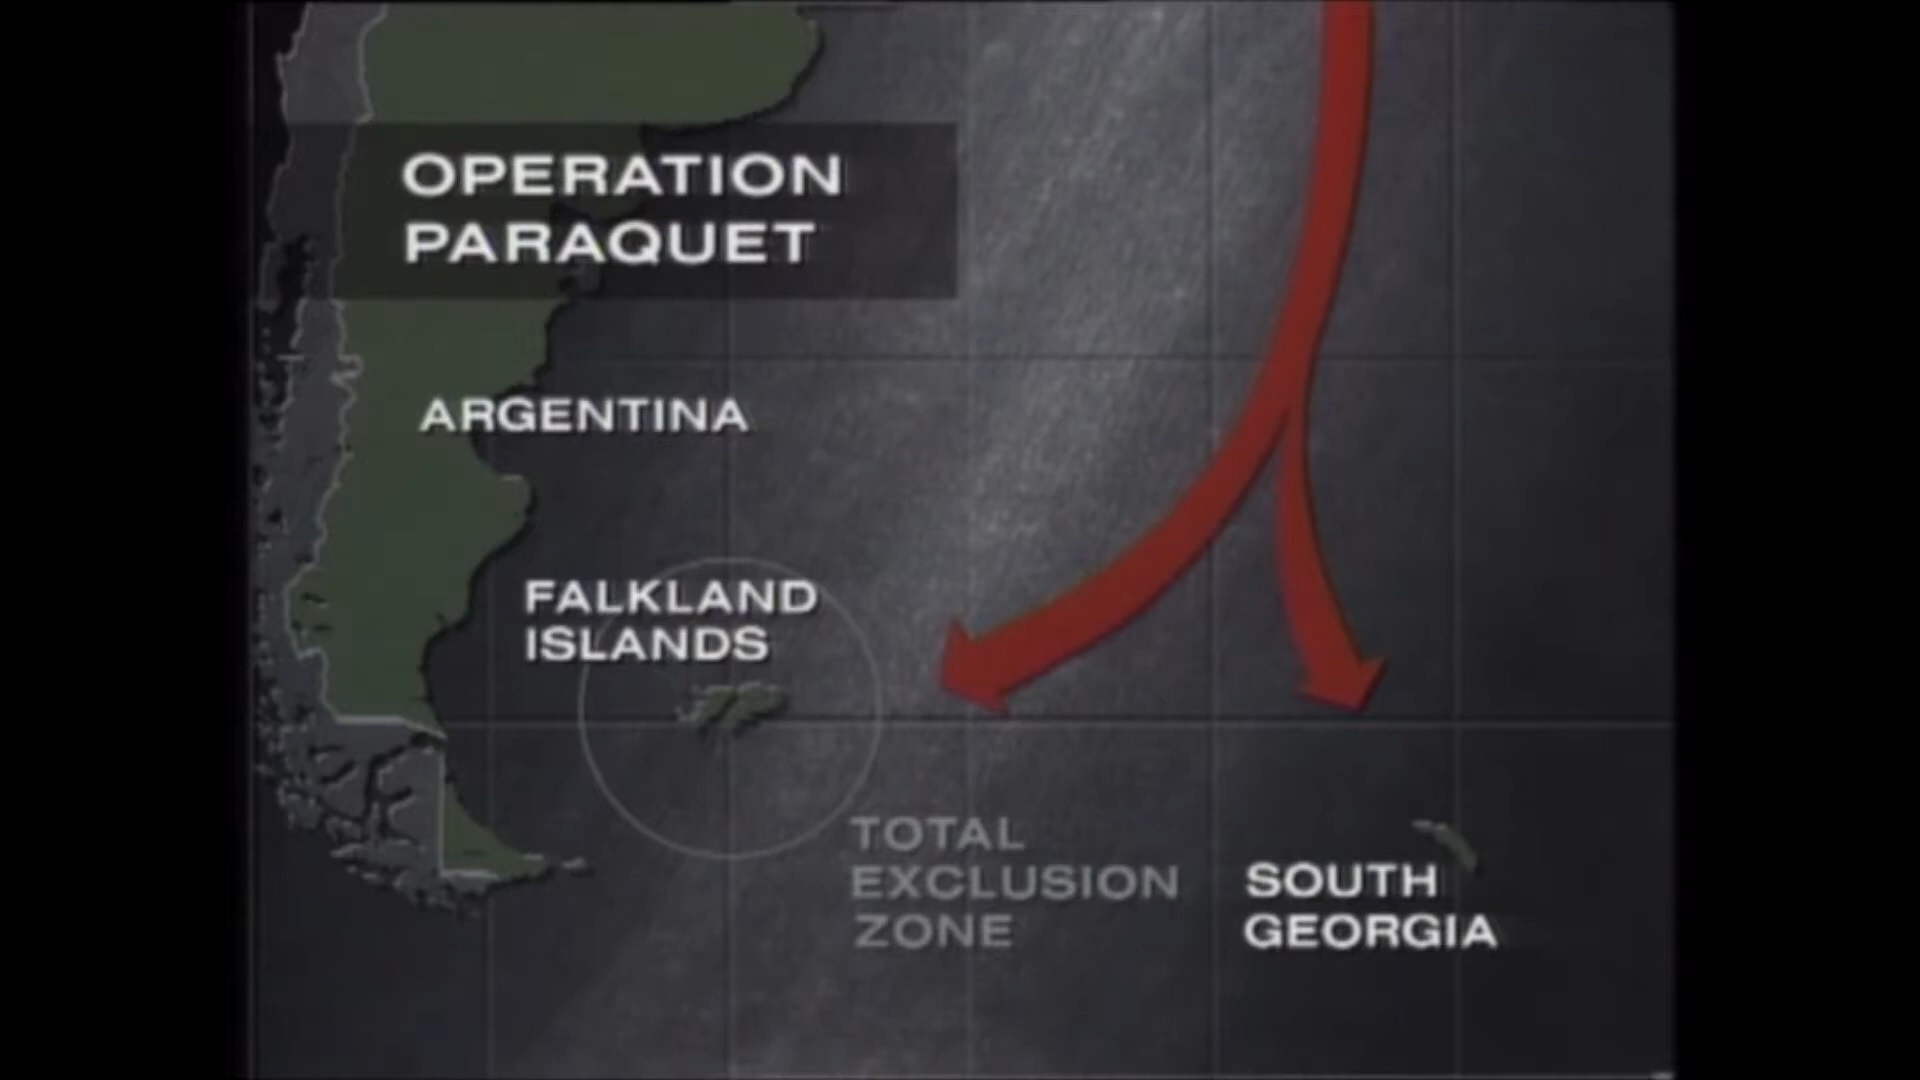 OPERATION
PARAQUET
ARGENTINA
FALKLAND
ISLANDS
TOTAL
EXCLUSION
ZONE
SOUTH
GEORGIA